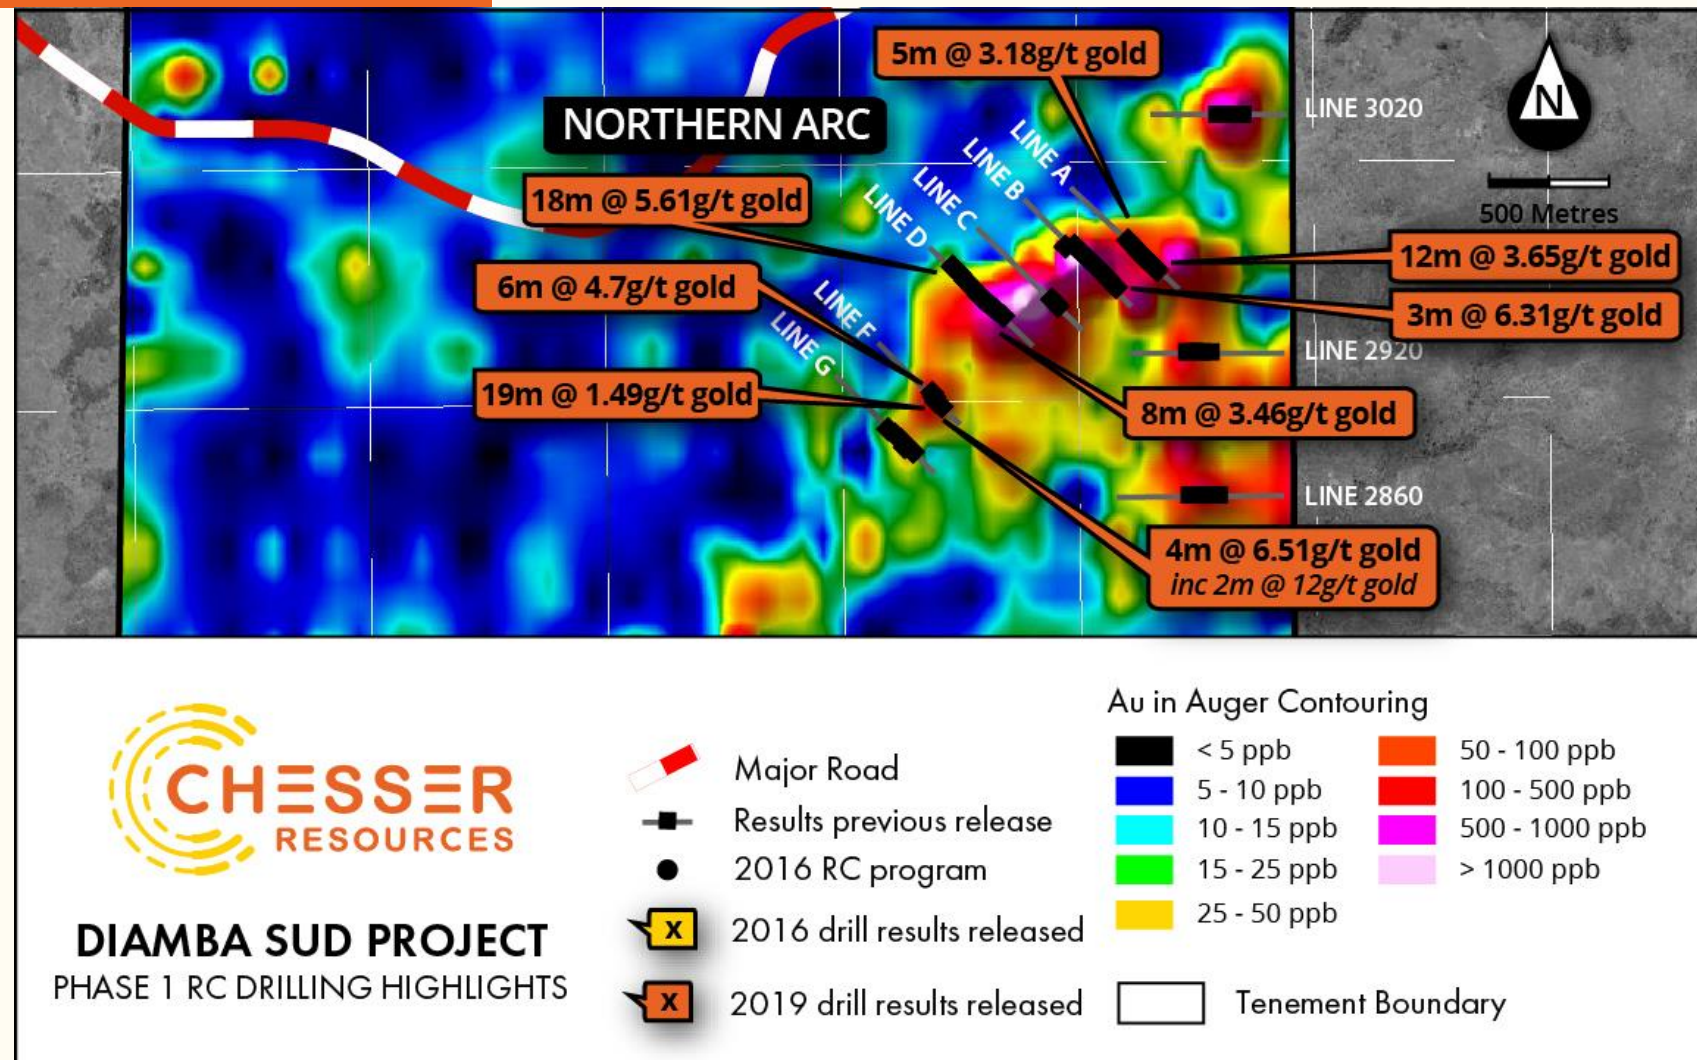 5m @ 3.18g/t gold
LINE 3020
N
NORTHERN ARC
LINE A
LINE B
LINE C
LINE D
18m @ 5.61g/t gold
500 Metres
12m @ 3.65g/t gold
6m @ 4.7g/t gold
LINE F
LINE G
3m @ 6.31g/t gold
LINE 2920
19m @ 1.49g/t gold
8m @ 3.46g/t gold
LINE 2860
4m @ 6.51g/t gold
inc 2m @ 12g/t gold
CHESSER
RESOURCES
DIAMBA SUD PROJECT
PHASE 1 RC DRILLING HIGHLIGHTS
Major Road
Results previous release
2016 RC program
X 2016 drill results released
X 2019 drill results released
Au in Auger Contouring
< 5 ppb
5 - 10 ppb
10 - 15 ppb
15 - 25 ppb
25 - 50 ppb
50 - 100 ppb
100 - 500 ppb
500 - 1000 ppb
> 1000 ppb
Tenement Boundary